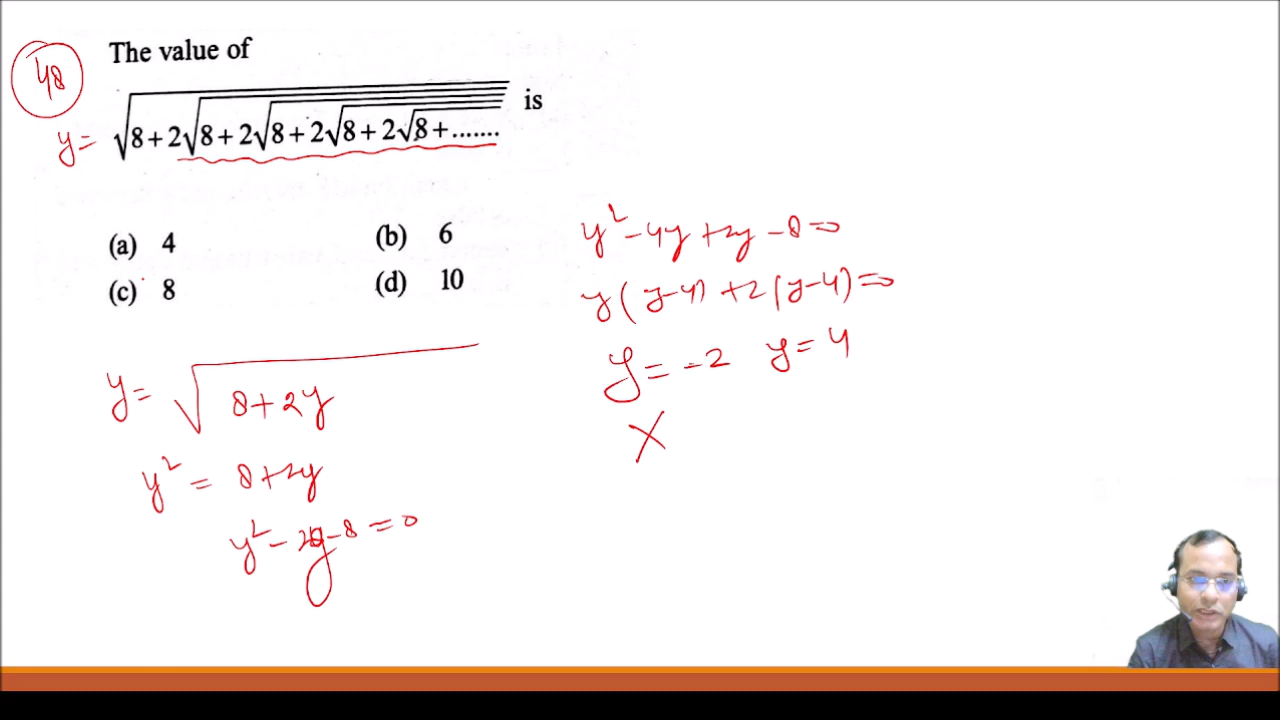 48
The value of
y = √8+2√8+2√8+2√8+2√8+....... is
(a) 4 (b) 6
(c) 8 (d) 10
y = √8+2y
y² = 8+2y
y² - 2y - 8 = 0
y² - 4y + 2y - 8 = 0
y(y-4) + 2(y-4) = 0
y = -2 y = 4
X